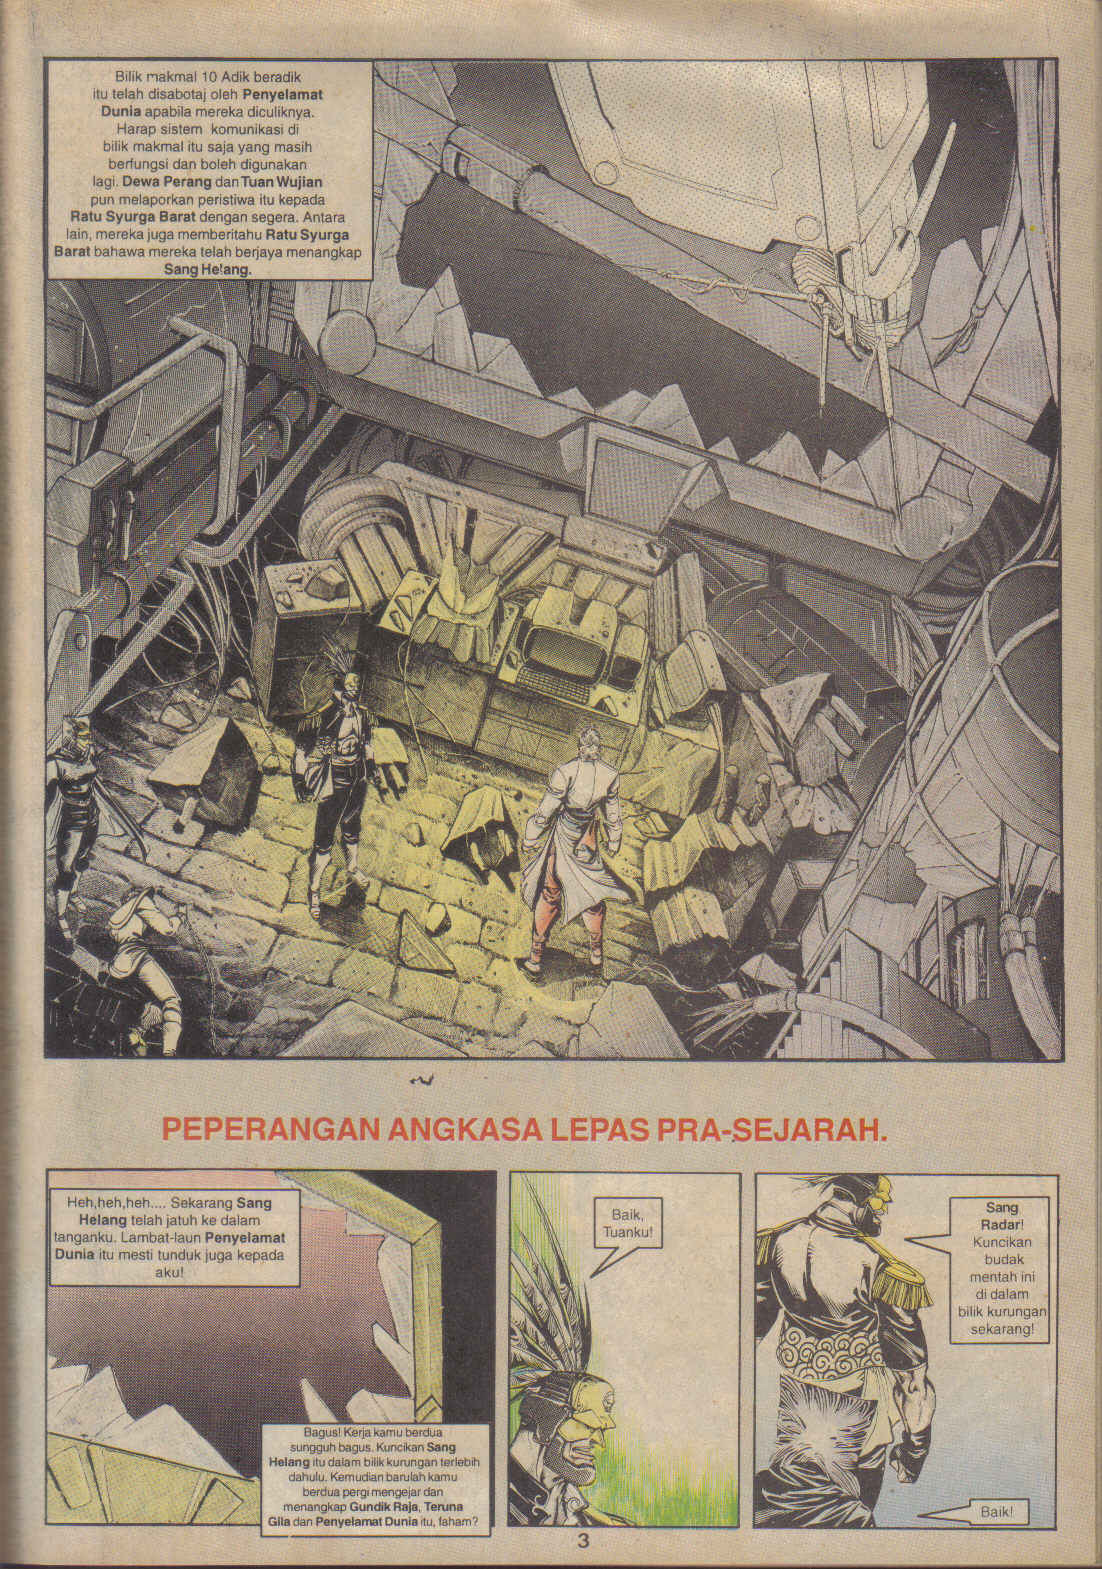 Bilik makmal 10 Adik beradik
itu telah disabotaj oleh Penyelamat
Dunia apabila mereka diculiknya.
Harap sistem komunikasi di
bilik makmal itu saja yang masih
berfungsi dan boleh digunakan
lagi. Dewa Perang dan Tuan Wujian
pun melaporkan peristiwa itu kepada
Ratu Syurga Barat dengan segera. Antara
lain, mereka juga memberitahu Ratu Syurga
Barat bahawa mereka telah berjaya menangkap
Sang Helang.
PEPERANGAN ANGKASA LEPAS PRA-SEJARAH.
Heh,heh,heh.... Sekarang Sang
Helang telah jatuh ke dalam
tanganku. Lambat-laun Penyelamat
Dunia itu mesti tunduk juga kepada
aku!
Bagus! Kerja kamu berdua
sungguh bagus. Kuncikan Sang
Helang itu dalam bilik kurungan terlebih
dahulu. Kemudian barulah kamu
berdua pergi mengejar dan
menangkap Gundik Raja, Teruna
Gila dan Penyelamat Dunia itu, faham?
Baik,
Tuanku!
Sang
Radar!
Kuncikan
budak
mentah ini
di dalam
bilik kurungan
sekarang!
Baik!
3